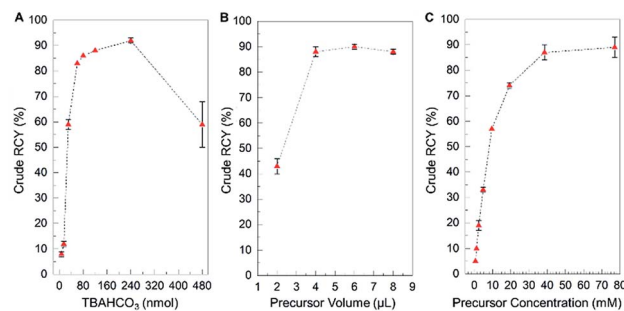 A
B
C
Crude RCY (%)
100
90
80
70
60
50
40
30
20
10
0
0 80 160 240 320 400 480
TBAHCO3 (nmol)
Crude RCY (%)
100
90
80
70
60
50
40
30
20
10
0
1 2 3 4 5 6 7 8 9
Precursor Volume (µL)
Crude RCY (%)
100
90
80
70
60
50
40
30
20
10
0
0 10 20 30 40 50 60 70 80
Precursor Concentration (mM)